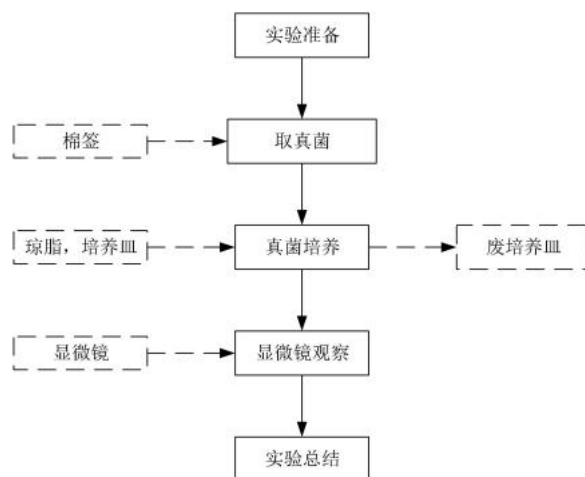 实验准备
棉签
取真菌
琼脂，培养皿
真菌培养
废培养皿
显微镜
显微镜观察
实验总结